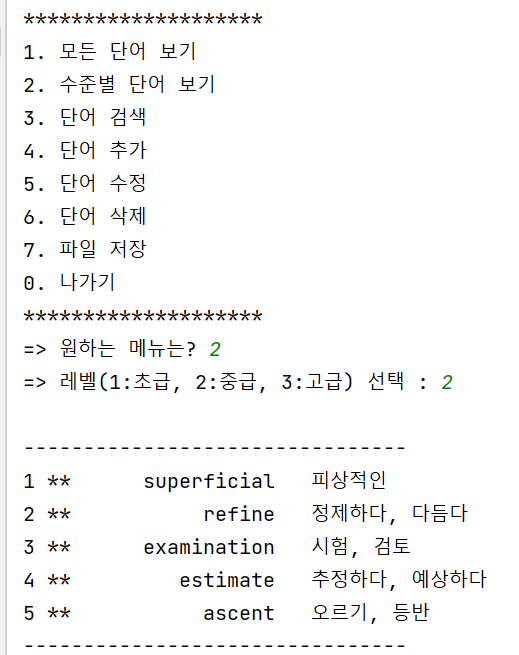 ********************
1. 모든 단어 보기
2. 수준별 단어 보기
3. 단어 검색
4. 단어 추가
5. 단어 수정
6. 단어 삭제
7. 파일 저장
0. 나가기
********************
=> 원하는 메뉴는? 2
=> 레벨(1:초급, 2:중급, 3:고급) 선택 : 2
--------------------------------
1 **      superficial   피상적인
2 **           refine   정제하다, 다듬다
3 **      examination   시험, 검토
4 **         estimate   추정하다, 예상하다
5 **           ascent   오르기, 등반
--------------------------------